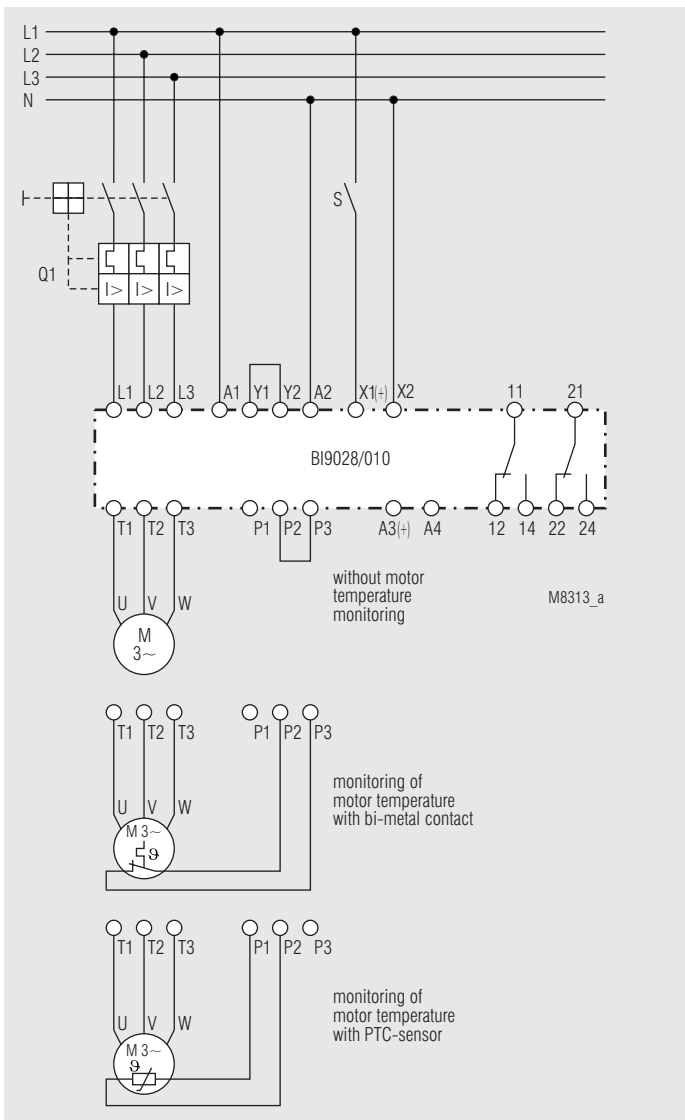 L1
L2
L3
N
S
Q1
I> I> I>
L1 L2 L3 A1 Y1 Y2 A2 X1(+) X2 11 21
BI9028/010
T1 T2 T3 P1 P2 P3 A3(+) A4 12 14 22 24
without motor
temperature
monitoring
M8313_a
U V W
M
3~
T1 T2 T3 P1 P2 P3
monitoring of
motor temperature
with bi-metal contact
U V W
M 3~
ϑ
T1 T2 T3 P1 P2 P3
monitoring of
motor temperature
with PTC-sensor
U V W
M 3~
ϑ